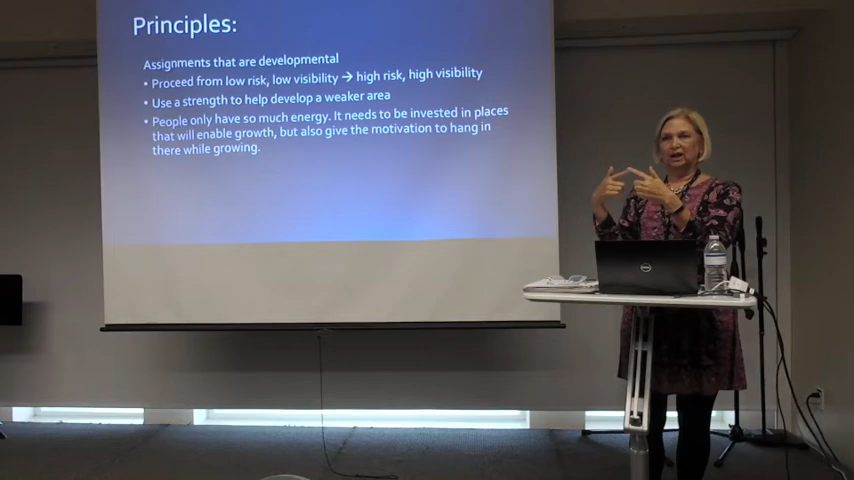 Principles:
Assignments that are developmental
• Proceed from low risk, low visibility → high risk, high visibility
• Use a strength to help develop a weaker area
• People only have so much energy. It needs to be invested in places
that will enable growth, but also give the motivation to hang in
there while growing.
DELL